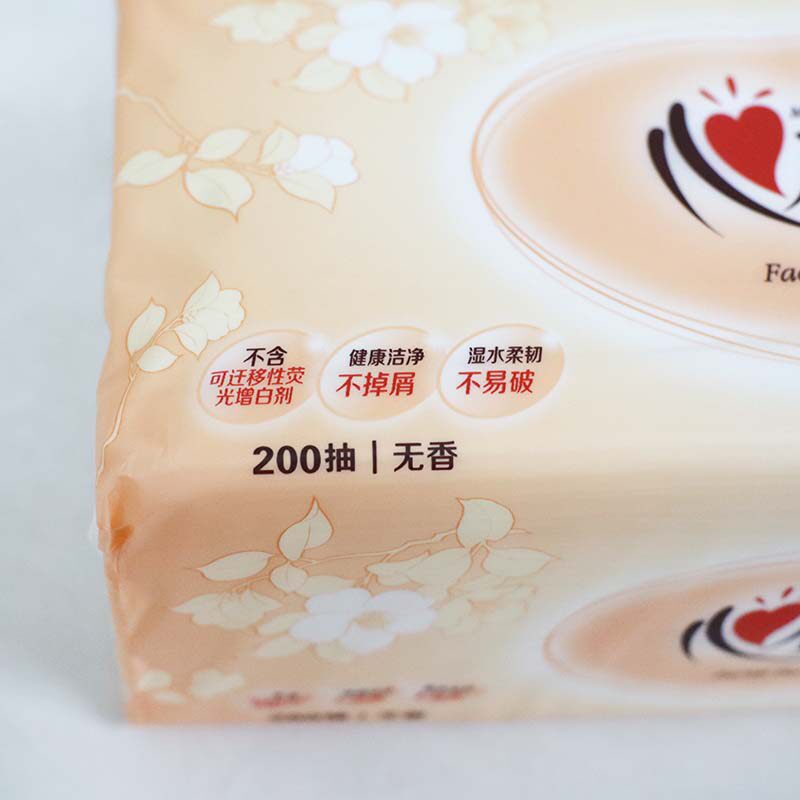 Fac
不含
可迁移性荧
光增白剂
健康洁净
不掉屑
湿水柔韧
不易破
200抽|无香